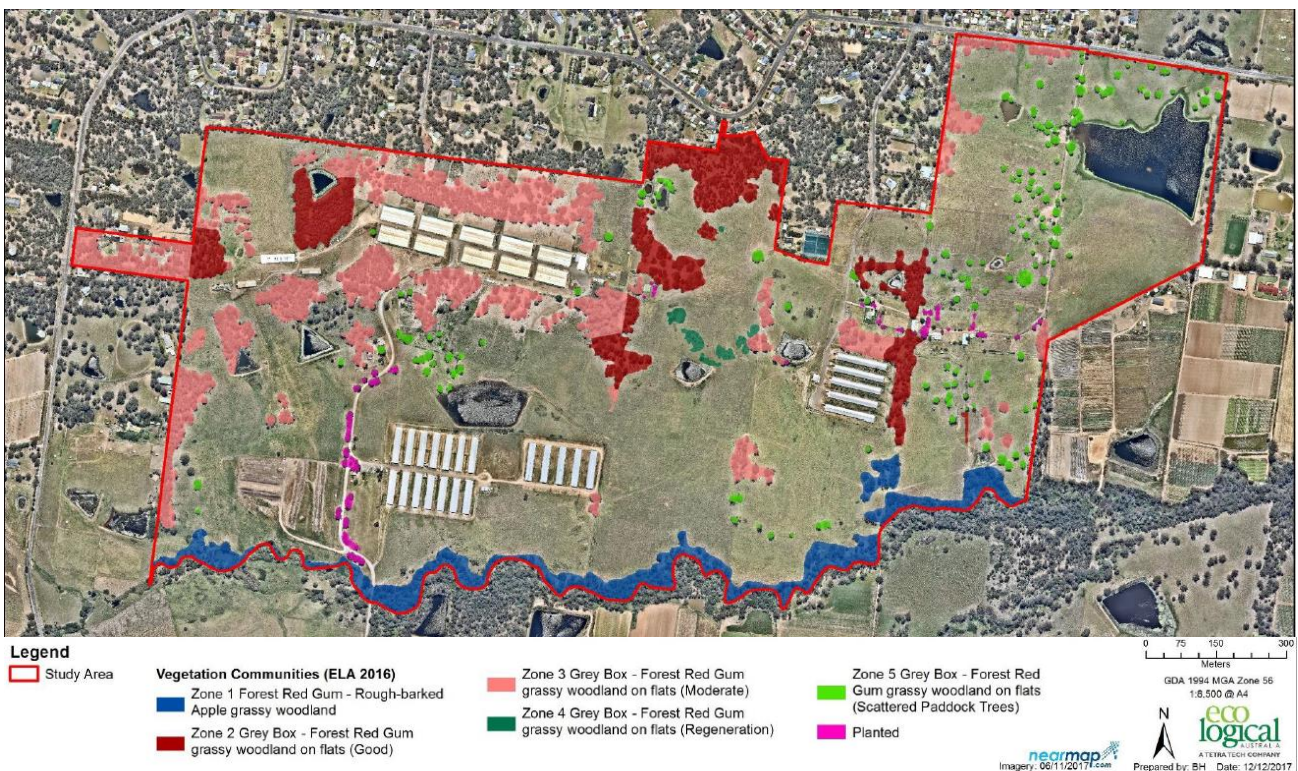 Legend
Study Area
Vegetation Communities (ELA 2016)
Zone 1 Forest Red Gum - Rough-barked
Apple grassy woodland
Zone 2 Grey Box - Forest Red Gum
grassy woodland on flats (Good)
Zone 3 Grey Box - Forest Red Gum
grassy woodland on flats (Moderate)
Zone 4 Grey Box - Forest Red Gum
grassy woodland on flats (Regeneration)
Zone 5 Grey Box - Forest Red
Gum grassy woodland on flats
(Scattered Paddock Trees)
Planted
0 75 150 300
Meters
GDA 1994 MGA Zone 56
1:8,500 @ A4
N
eco
logical
AUSTRALIA
A TETRA TECH COMPANY
nearmap
.com
Imagery: 06/11/2017
Prepared by: BH Date: 12/12/2017